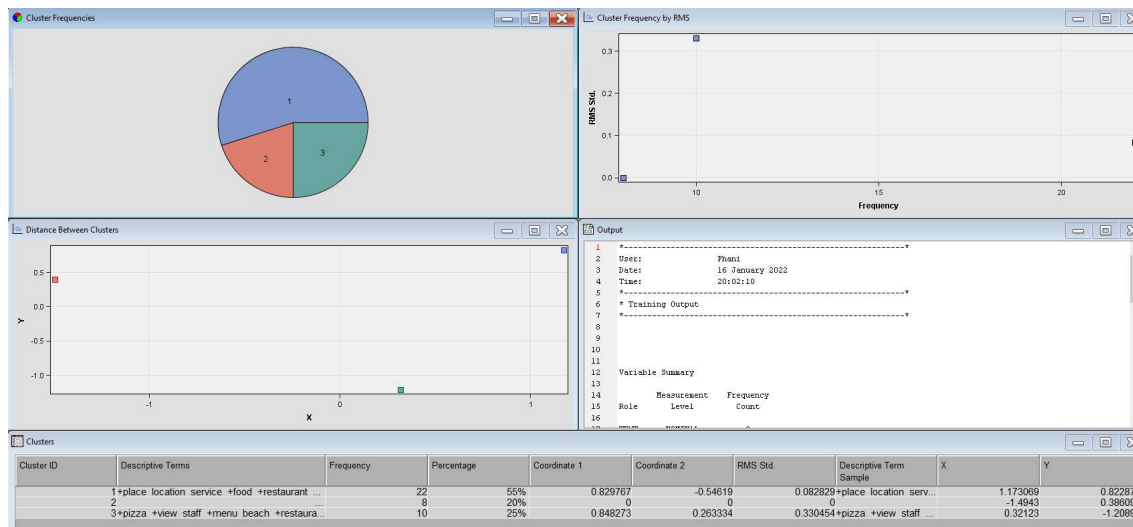 Cluster Frequencies
1
2
3
Cluster Frequency by RMS
RMS Std.
0.3
0.2
0.1
0.0
10 15 20
Frequency
Distance Between Clusters
Y
0.5
0.0
-0.5
-1.0
-1 0 1
X
Output
1 *------------------------------------------------------------*
2 User: Phani
3 Date: 16 January 2022
4 Time: 20:02:10
5 *------------------------------------------------------------*
6 * Training Output
7 *------------------------------------------------------------*
8
9
10
11
12 Variable Summary
13
14 Measurement Frequency
15 Role Level Count
16
Clusters
Cluster ID Descriptive Terms Frequency Percentage Coordinate 1 Coordinate 2 RMS Std. Descriptive Term Sample X Y
1 +place location service +food +restaurant ... 22 55% 0.829767 -0.54619 0.082829 +place location serv... 1.173069 0.82287
2 ... 8 20% 0 0 0 -1.4943 0.38609
3 +pizza +view staff +menu beach +restaura... 10 25% 0.848273 0.263334 0.330454 +pizza +view staff ... 0.32123 -1.2089